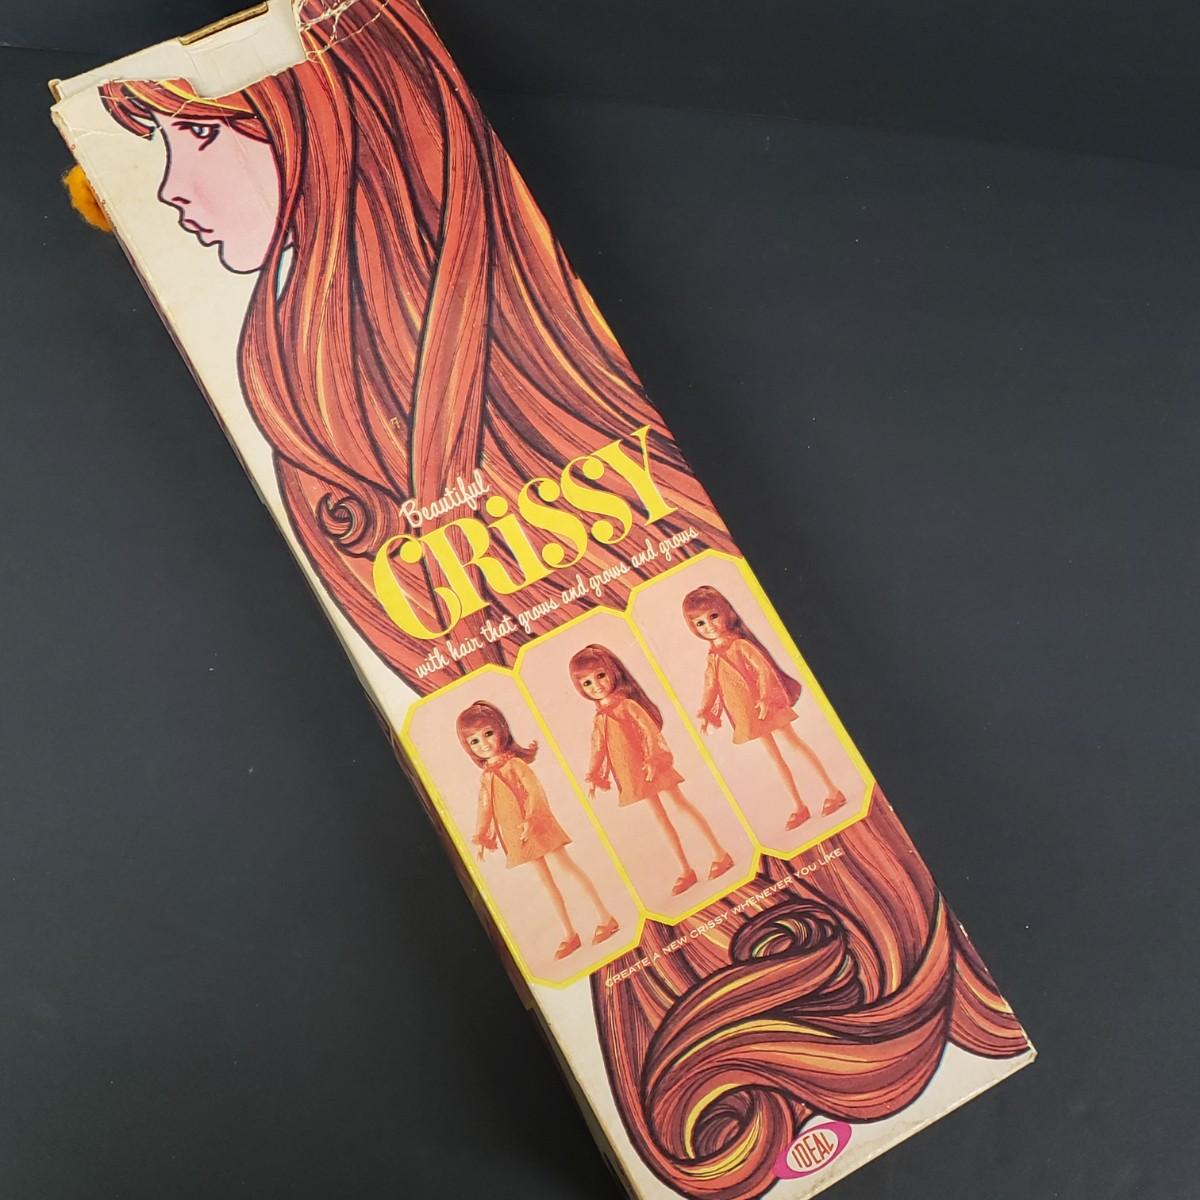 Beautiful
CRiSSY
with hair that grows and grows and grows
CREATE A NEW CRISSY WHENEVER YOU LIKE
IDEAL